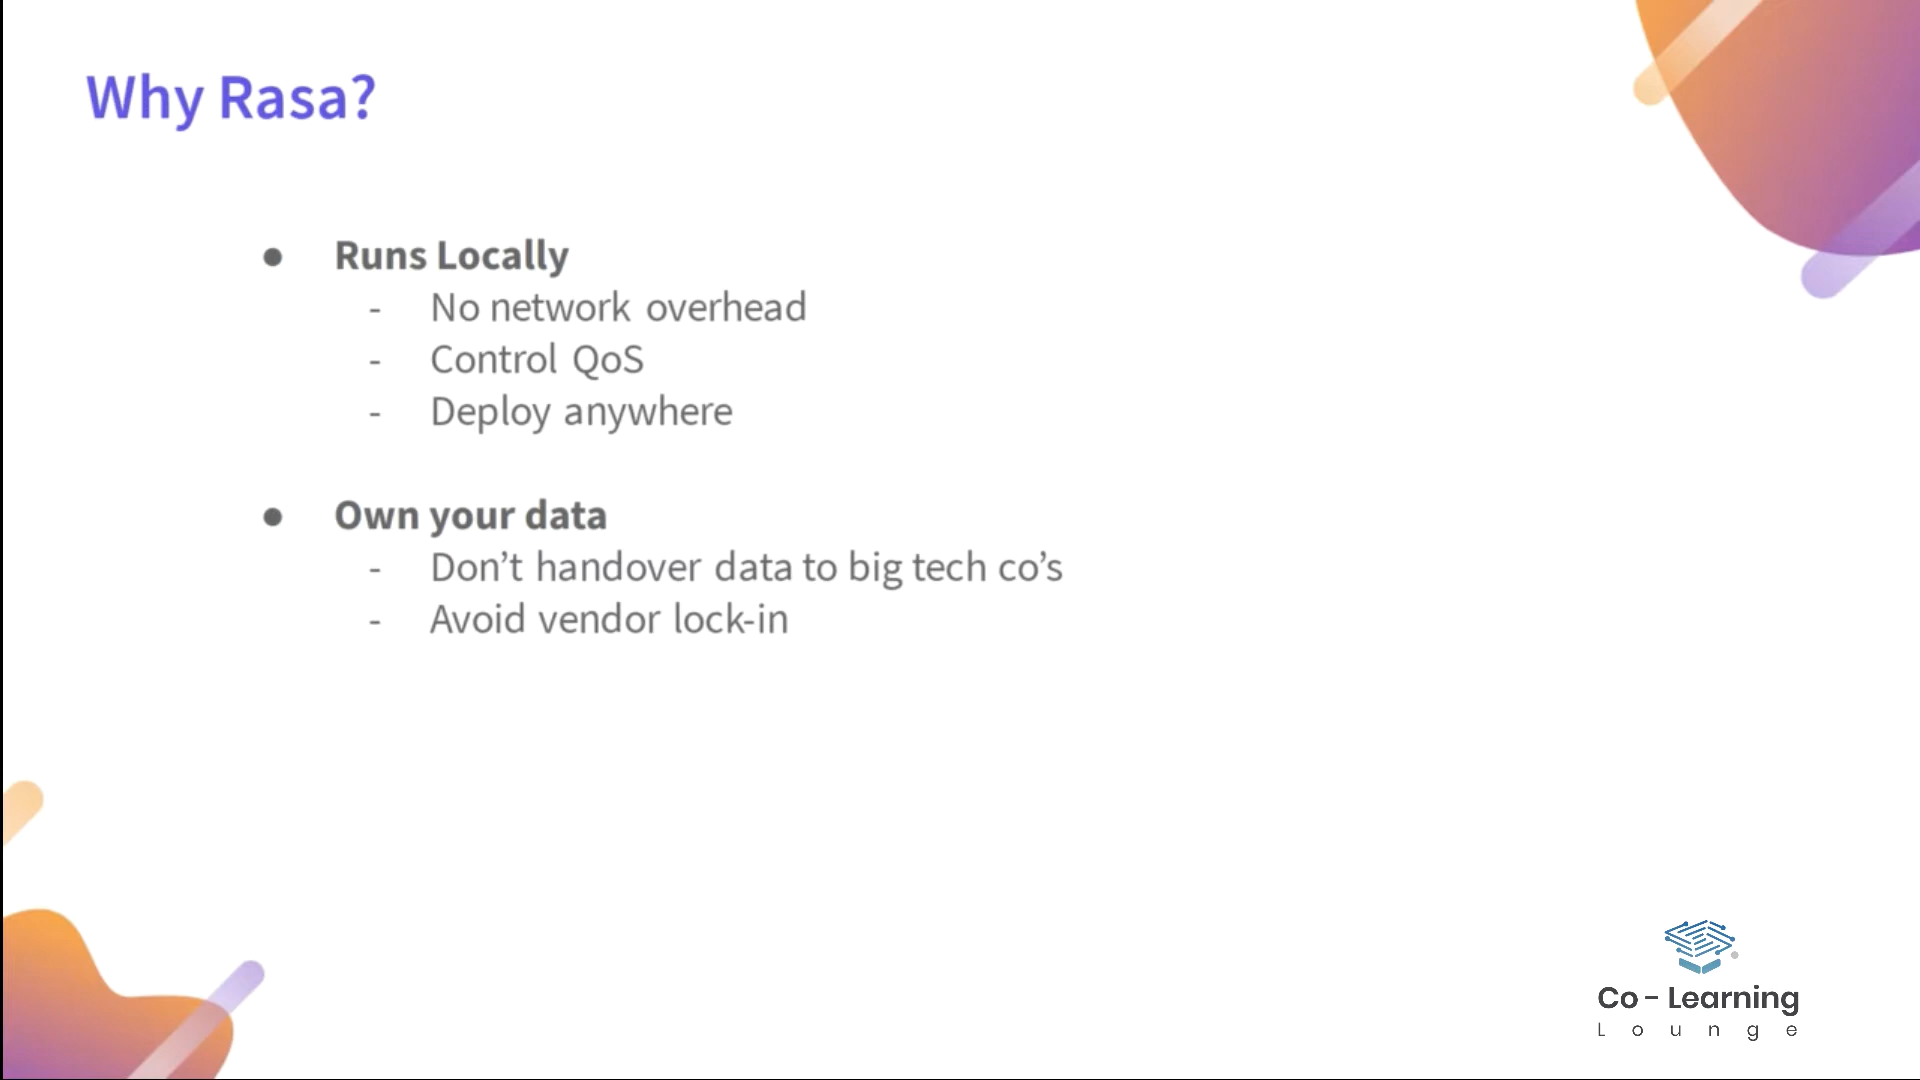 Why Rasa?
● Runs Locally
- No network overhead
- Control QoS
- Deploy anywhere
● Own your data
- Don’t handover data to big tech co’s
- Avoid vendor lock-in
Co - Learning
Lounge